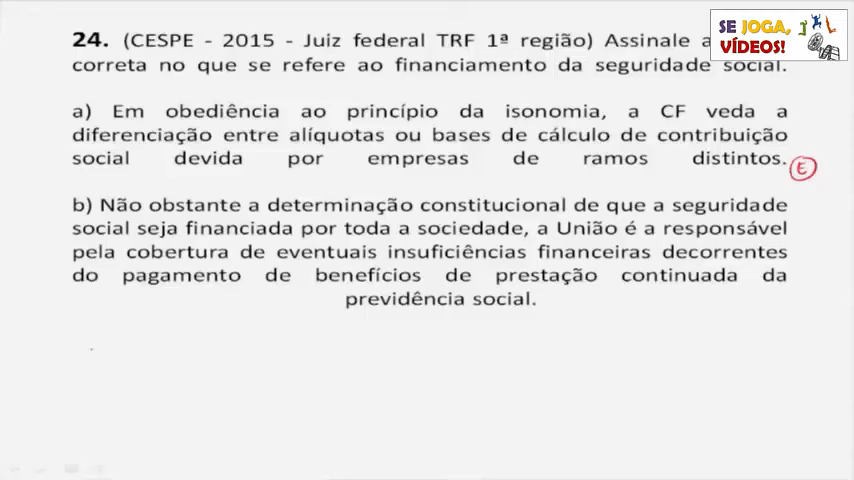 24. (CESPE - 2015 - Juiz federal TRF 1ª região) Assinale a
SE JOGA,
VÍDEOS!
correta no que se refere ao financiamento da seguridade social.
a) Em obediência ao princípio da isonomia, a CF veda a
diferenciação entre alíquotas ou bases de cálculo de contribuição
social devida por empresas de ramos distintos.
E
b) Não obstante a determinação constitucional de que a seguridade
social seja financiada por toda a sociedade, a União é a responsável
pela cobertura de eventuais insuficiências financeiras decorrentes
do pagamento de benefícios de prestação continuada da
previdência social.